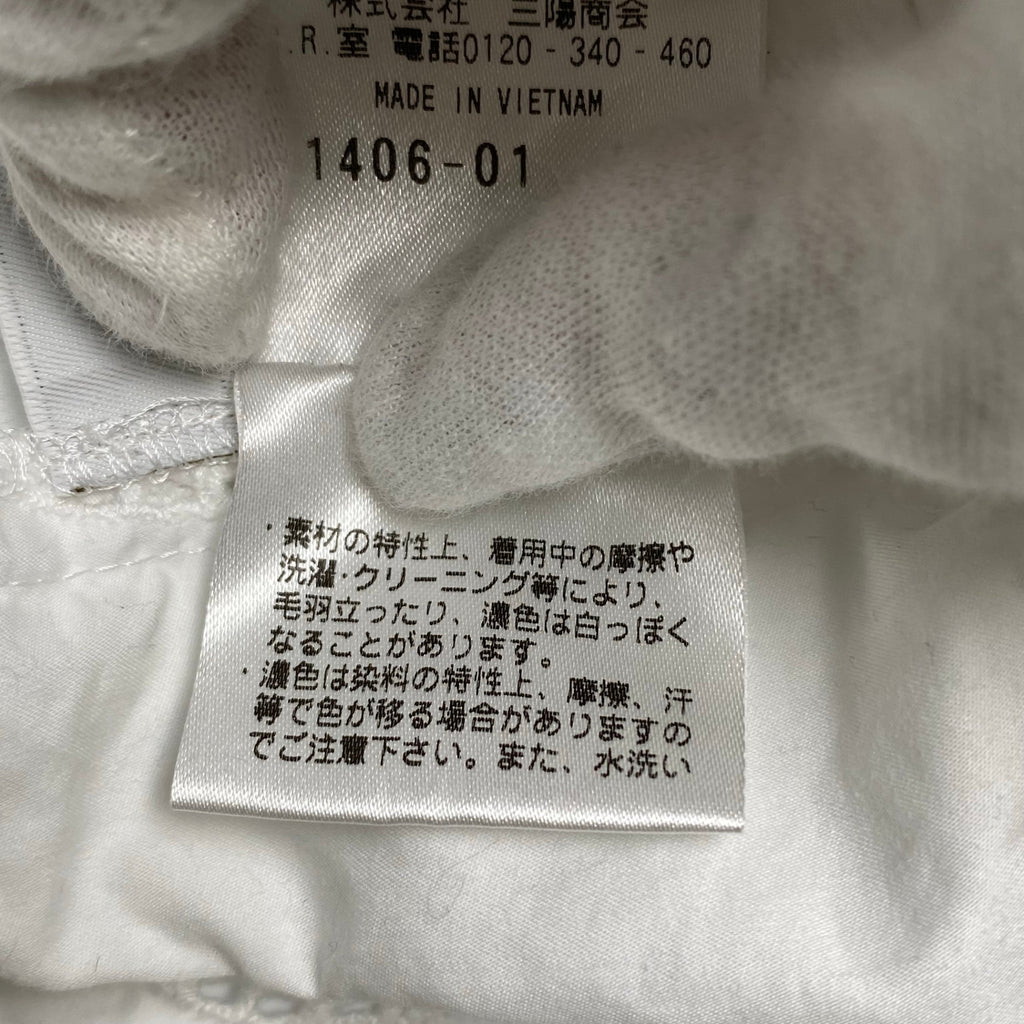 株式会社 三陽商会
.R.室 電話0120-340-460
MADE IN VIETNAM
1406-01
・素材の特性上、着用中の摩擦や
洗濯・クリーニング等により、
毛羽立ったり、濃色は白っぽく
なることがあります。
・濃色は染料の特性上、摩擦、汗
等で色が移る場合がありますの
でご注意下さい。また、水洗い